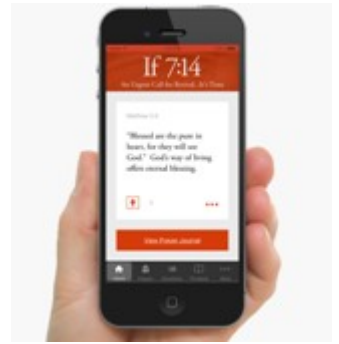 If 7:14
An Urgent Call for Revival. It's Time.
Matthew 5:8
"Blessed are the pure in
heart, for they will see
God." God's way of living
offers eternal blessing.
View Prayer Journal